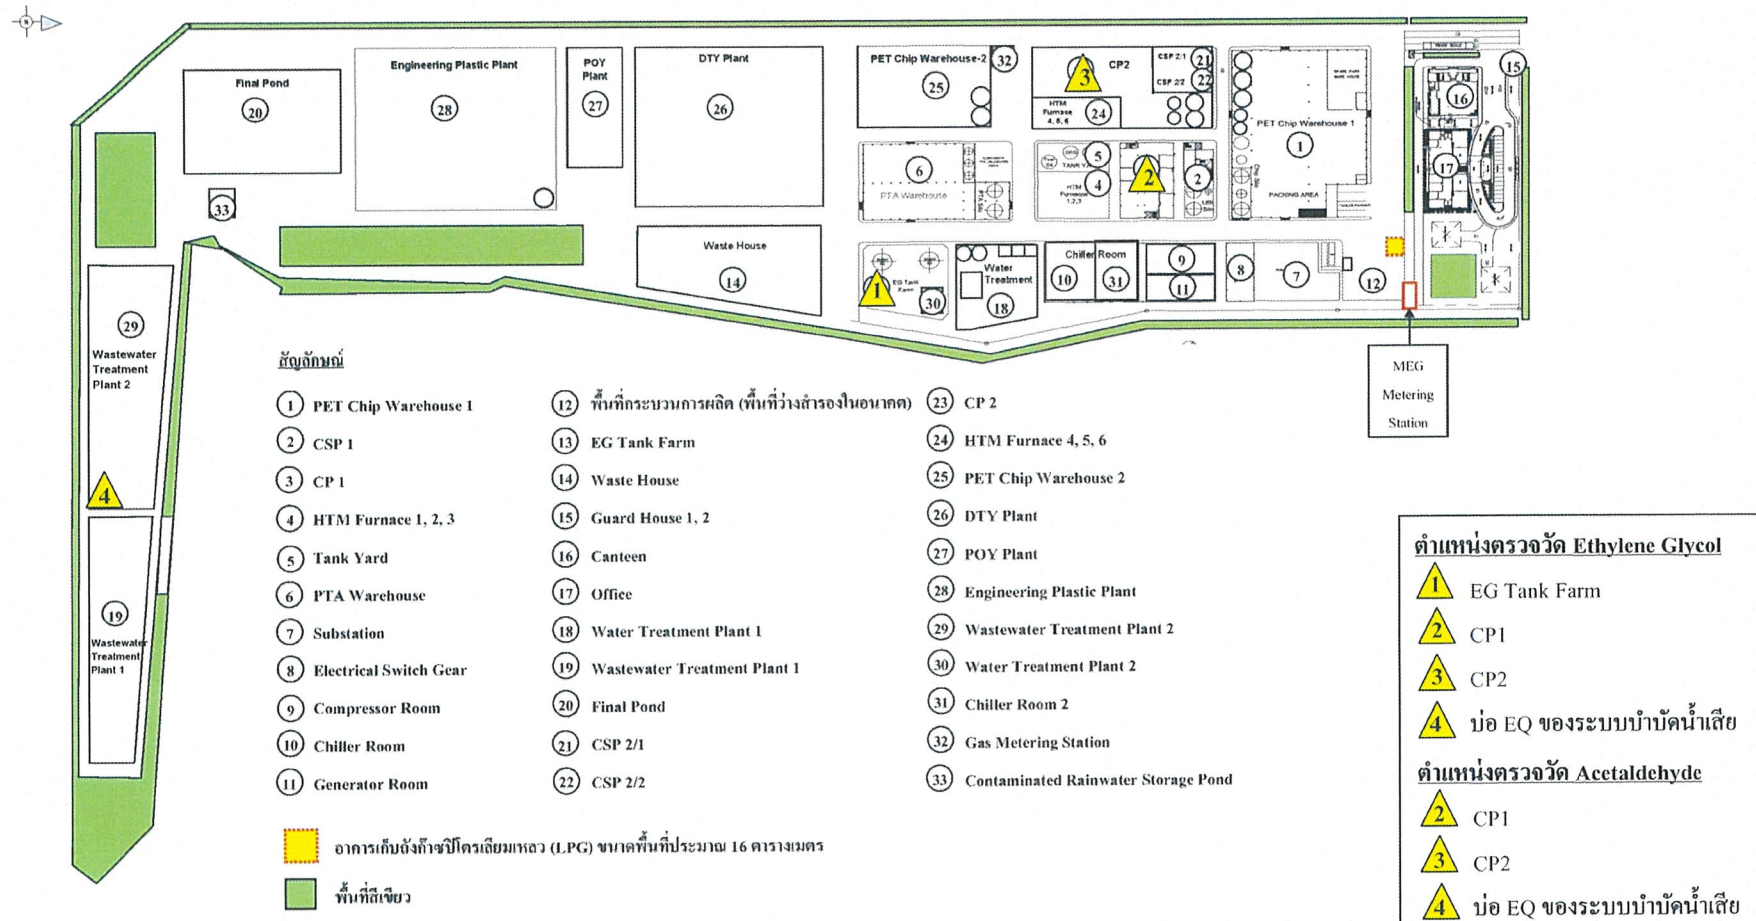 N
Final Pond
20
Engineering Plastic Plant
28
POY
Plant
27
DTY Plant
26
PET Chip Warehouse-2
25
32
3
CP2
CSP 2/1
21
CSP 2/2
22
HTM
Furnase
4, 5, 6
24
PET Chip Warehouse 1
1
PACKING AREA
15
16
17
33
6
PTA Warehouse
5
TANK YARD
4
HTM
Furnase
1,2,3
2
2
Waste House
14
1
EG Tank
Farm
30
Water
Treatment
18
Chiller Room
10
31
9
11
8
7
12
MEG
Metering
Station
29
Wastewater
Treatment
Plant 2
4
19
Wastewater
Treatment
Plant 1
สัญลักษณ์
1 PET Chip Warehouse 1
2 CSP 1
3 CP 1
4 HTM Furnace 1, 2, 3
5 Tank Yard
6 PTA Warehouse
7 Substation
8 Electrical Switch Gear
9 Compressor Room
10 Chiller Room
11 Generator Room
12 พื้นที่กระบวนการผลิต (พื้นที่ว่างสำรองในอนาคต)
13 EG Tank Farm
14 Waste House
15 Guard House 1, 2
16 Canteen
17 Office
18 Water Treatment Plant 1
19 Wastewater Treatment Plant 1
20 Final Pond
21 CSP 2/1
22 CSP 2/2
23 CP 2
24 HTM Furnace 4, 5, 6
25 PET Chip Warehouse 2
26 DTY Plant
27 POY Plant
28 Engineering Plastic Plant
29 Wastewater Treatment Plant 2
30 Water Treatment Plant 2
31 Chiller Room 2
32 Gas Metering Station
33 Contaminated Rainwater Storage Pond
อาคารเก็บถังก๊าซปิโตรเลียมเหลว (LPG) ขนาดพื้นที่ประมาณ 16 ตารางเมตร
พื้นที่สีเขียว
ตำแหน่งตรวจวัด Ethylene Glycol
1 EG Tank Farm
2 CP1
3 CP2
4 บ่อ EQ ของระบบบำบัดน้ำเสีย
ตำแหน่งตรวจวัด Acetaldehyde
2 CP1
3 CP2
4 บ่อ EQ ของระบบบำบัดน้ำเสีย